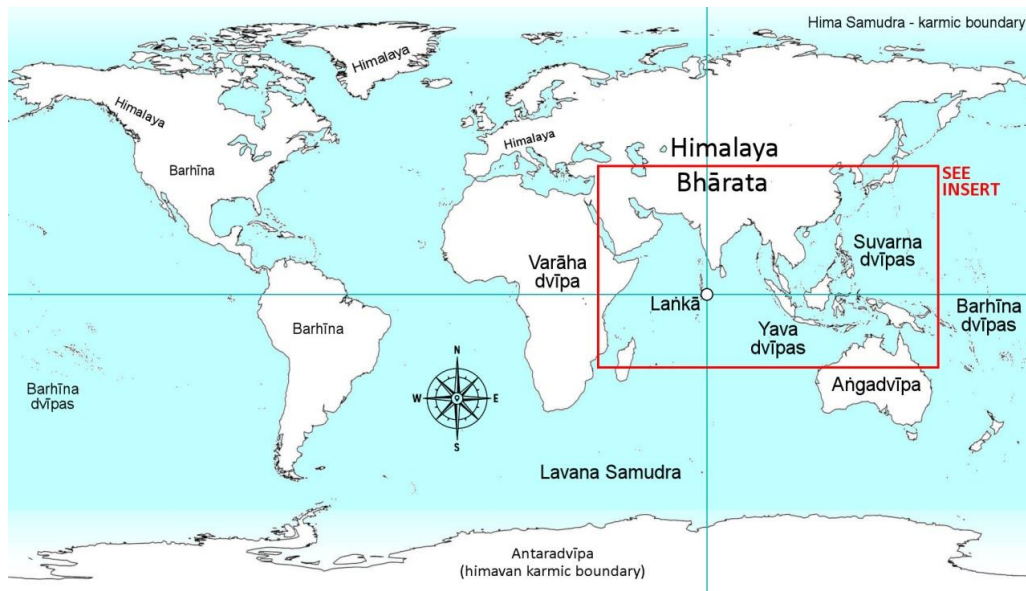 Hima Samudra - karmic boundary
Himalaya
Himalaya
Himalaya
Himalaya
SEE
INSERT
Barhīna
Bhārata
Suvarna
dvīpas
Varāha
dvīpa
Laṅkā
Barhīna
dvīpas
Yava
dvīpas
Barhīna
Barhīna
dvīpas
Aṅgadvīpa
N
W
E
S
Lavana Samudra
Antaradvīpa
(himavan karmic boundary)